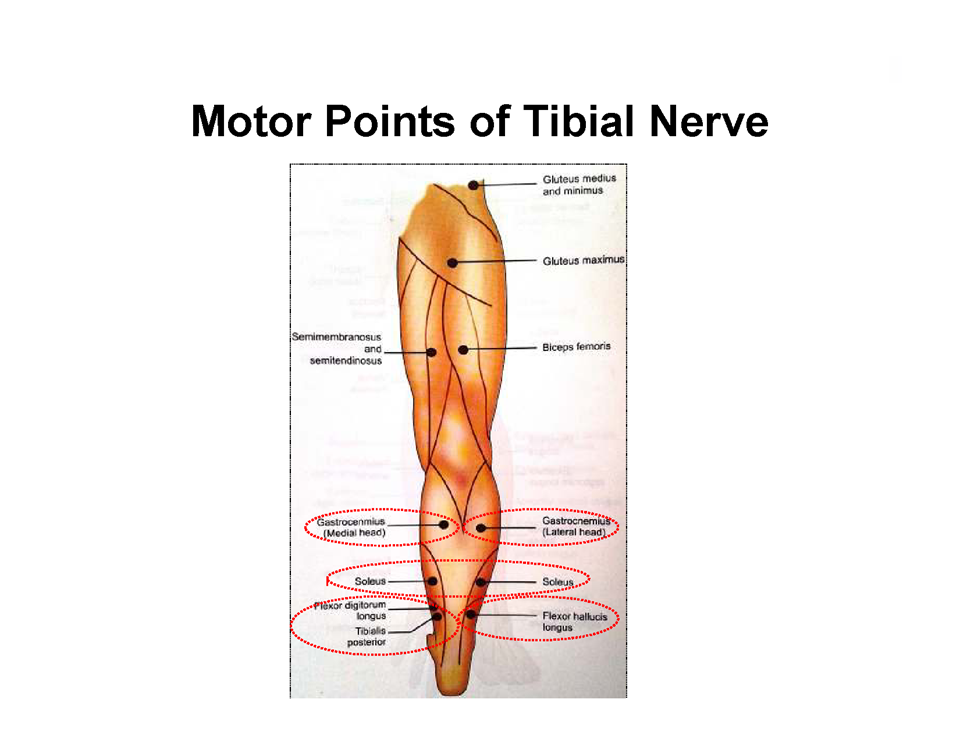 Motor Points of Tibial Nerve
Gluteus medius
and minimus
Gluteus maximus
Semimembranosus
and
semitendinosus
Biceps femoris
Gastrocenmius
(Medial head)
Gastrocnemius
(Lateral head)
Soleus
Soleus
Flexor digitorum
longus
Tibialis
posterior
Flexor hallucis
longus